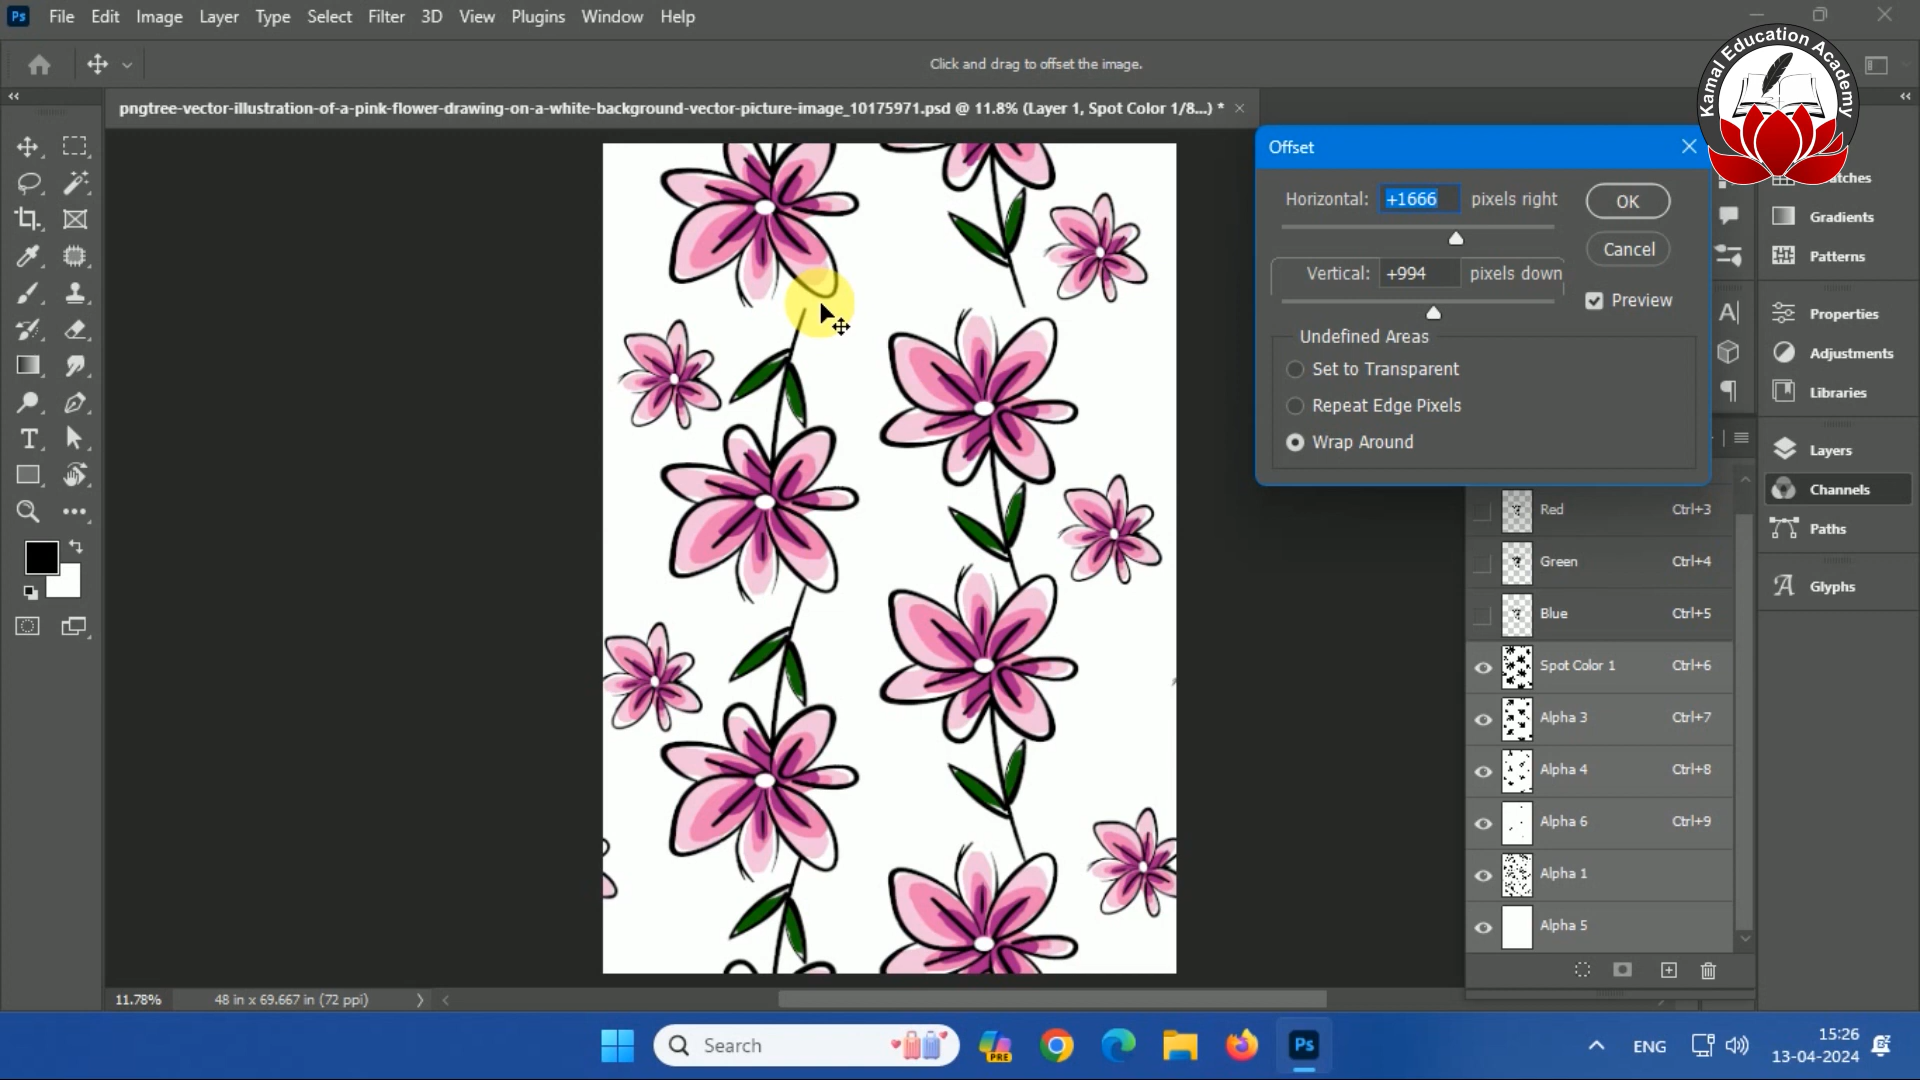 Ps File Edit Image Layer Type Select Filter 3D View Plugins Window Help
Click and drag to offset the image.
Kamal Education Academy
pngtree-vector-illustration-of-a-pink-flower-drawing-on-a-white-background-vector-picture-image_10175971.psd @ 11.8% (Layer 1, Spot Color 1/8...) *
Offset
Horizontal: +1666 pixels right
OK
Cancel
Vertical: +994 pixels down
Preview
Undefined Areas
Set to Transparent
Repeat Edge Pixels
Wrap Around
Gradients
Patterns
Properties
Adjustments
Libraries
Layers
Channels
Paths
Glyphs
Red Ctrl+3
Green Ctrl+4
Blue Ctrl+5
Spot Color 1 Ctrl+6
Alpha 3 Ctrl+7
Alpha 4 Ctrl+8
Alpha 6 Ctrl+9
Alpha 1
Alpha 5
11.78% 48 in x 69.667 in (72 ppi)
Search
PRE
Ps
ENG
15:26
13-04-2024